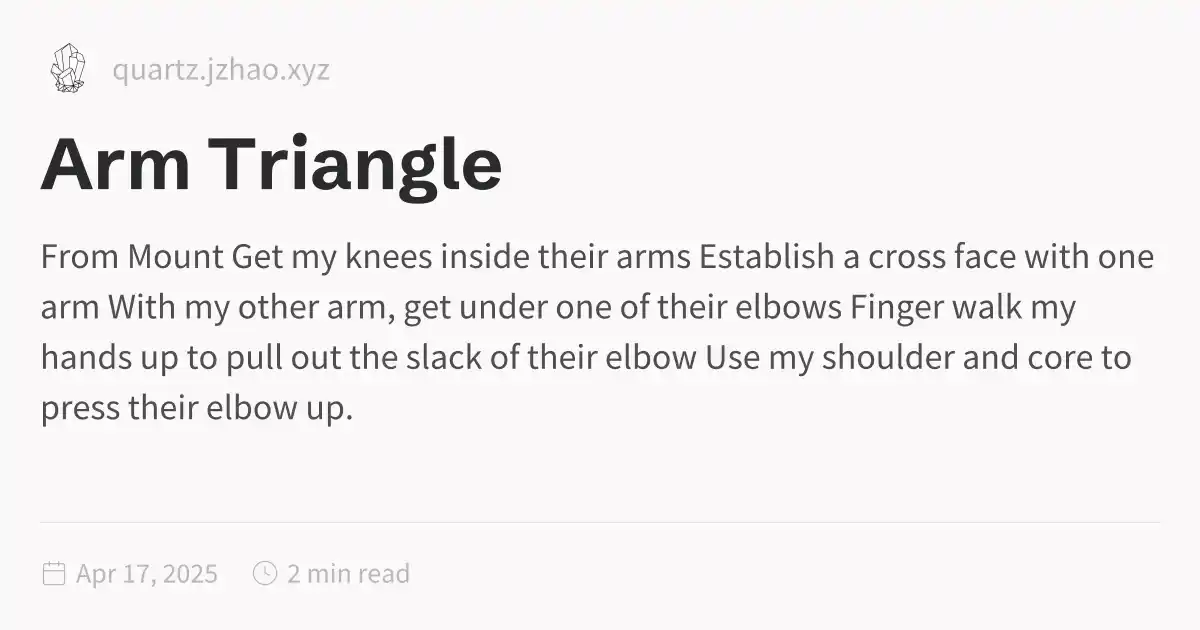 quartz.jzhao.xyz
Arm Triangle
From Mount Get my knees inside their arms Establish a cross face with one
arm With my other arm, get under one of their elbows Finger walk my
hands up to pull out the slack of their elbow Use my shoulder and core to
press their elbow up.
Apr 17, 2025 2 min read